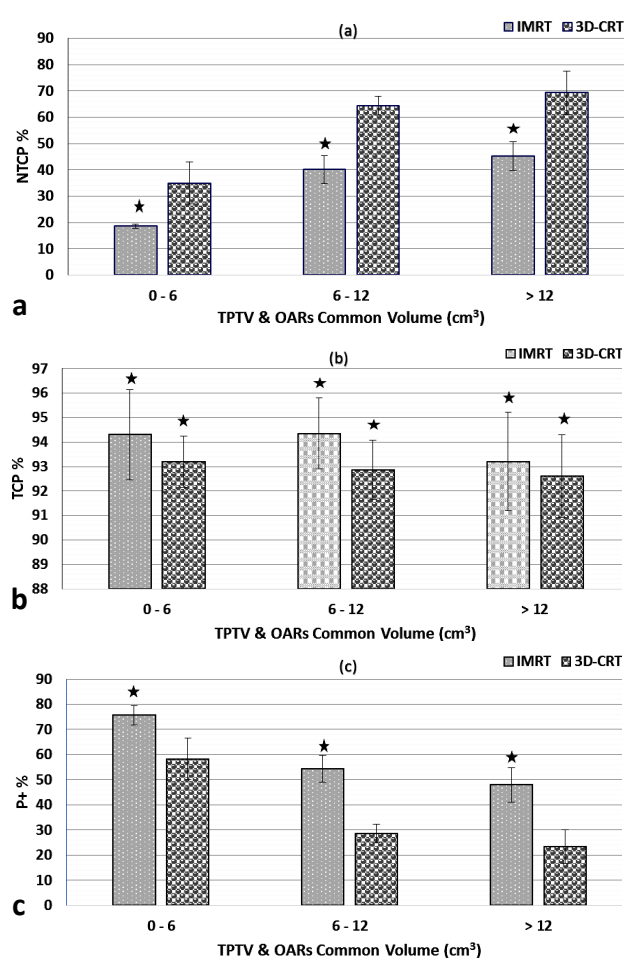 (a)
IMRT 3D-CRT
90
80
70
60
50
40
30
20
10
0
NTCP %
0 - 6 6 - 12 > 12
TPTV & OARs Common Volume (cm³)
a
(b)
IMRT 3D-CRT
97
96
95
94
93
92
91
90
89
88
TCP %
0 - 6 6 - 12 > 12
TPTV & OARs Common Volume (cm³)
b
(c)
IMRT 3D-CRT
90
80
70
60
50
40
30
20
10
0
P+ %
0 - 6 6 - 12 > 12
TPTV & OARs Common Volume (cm³)
c